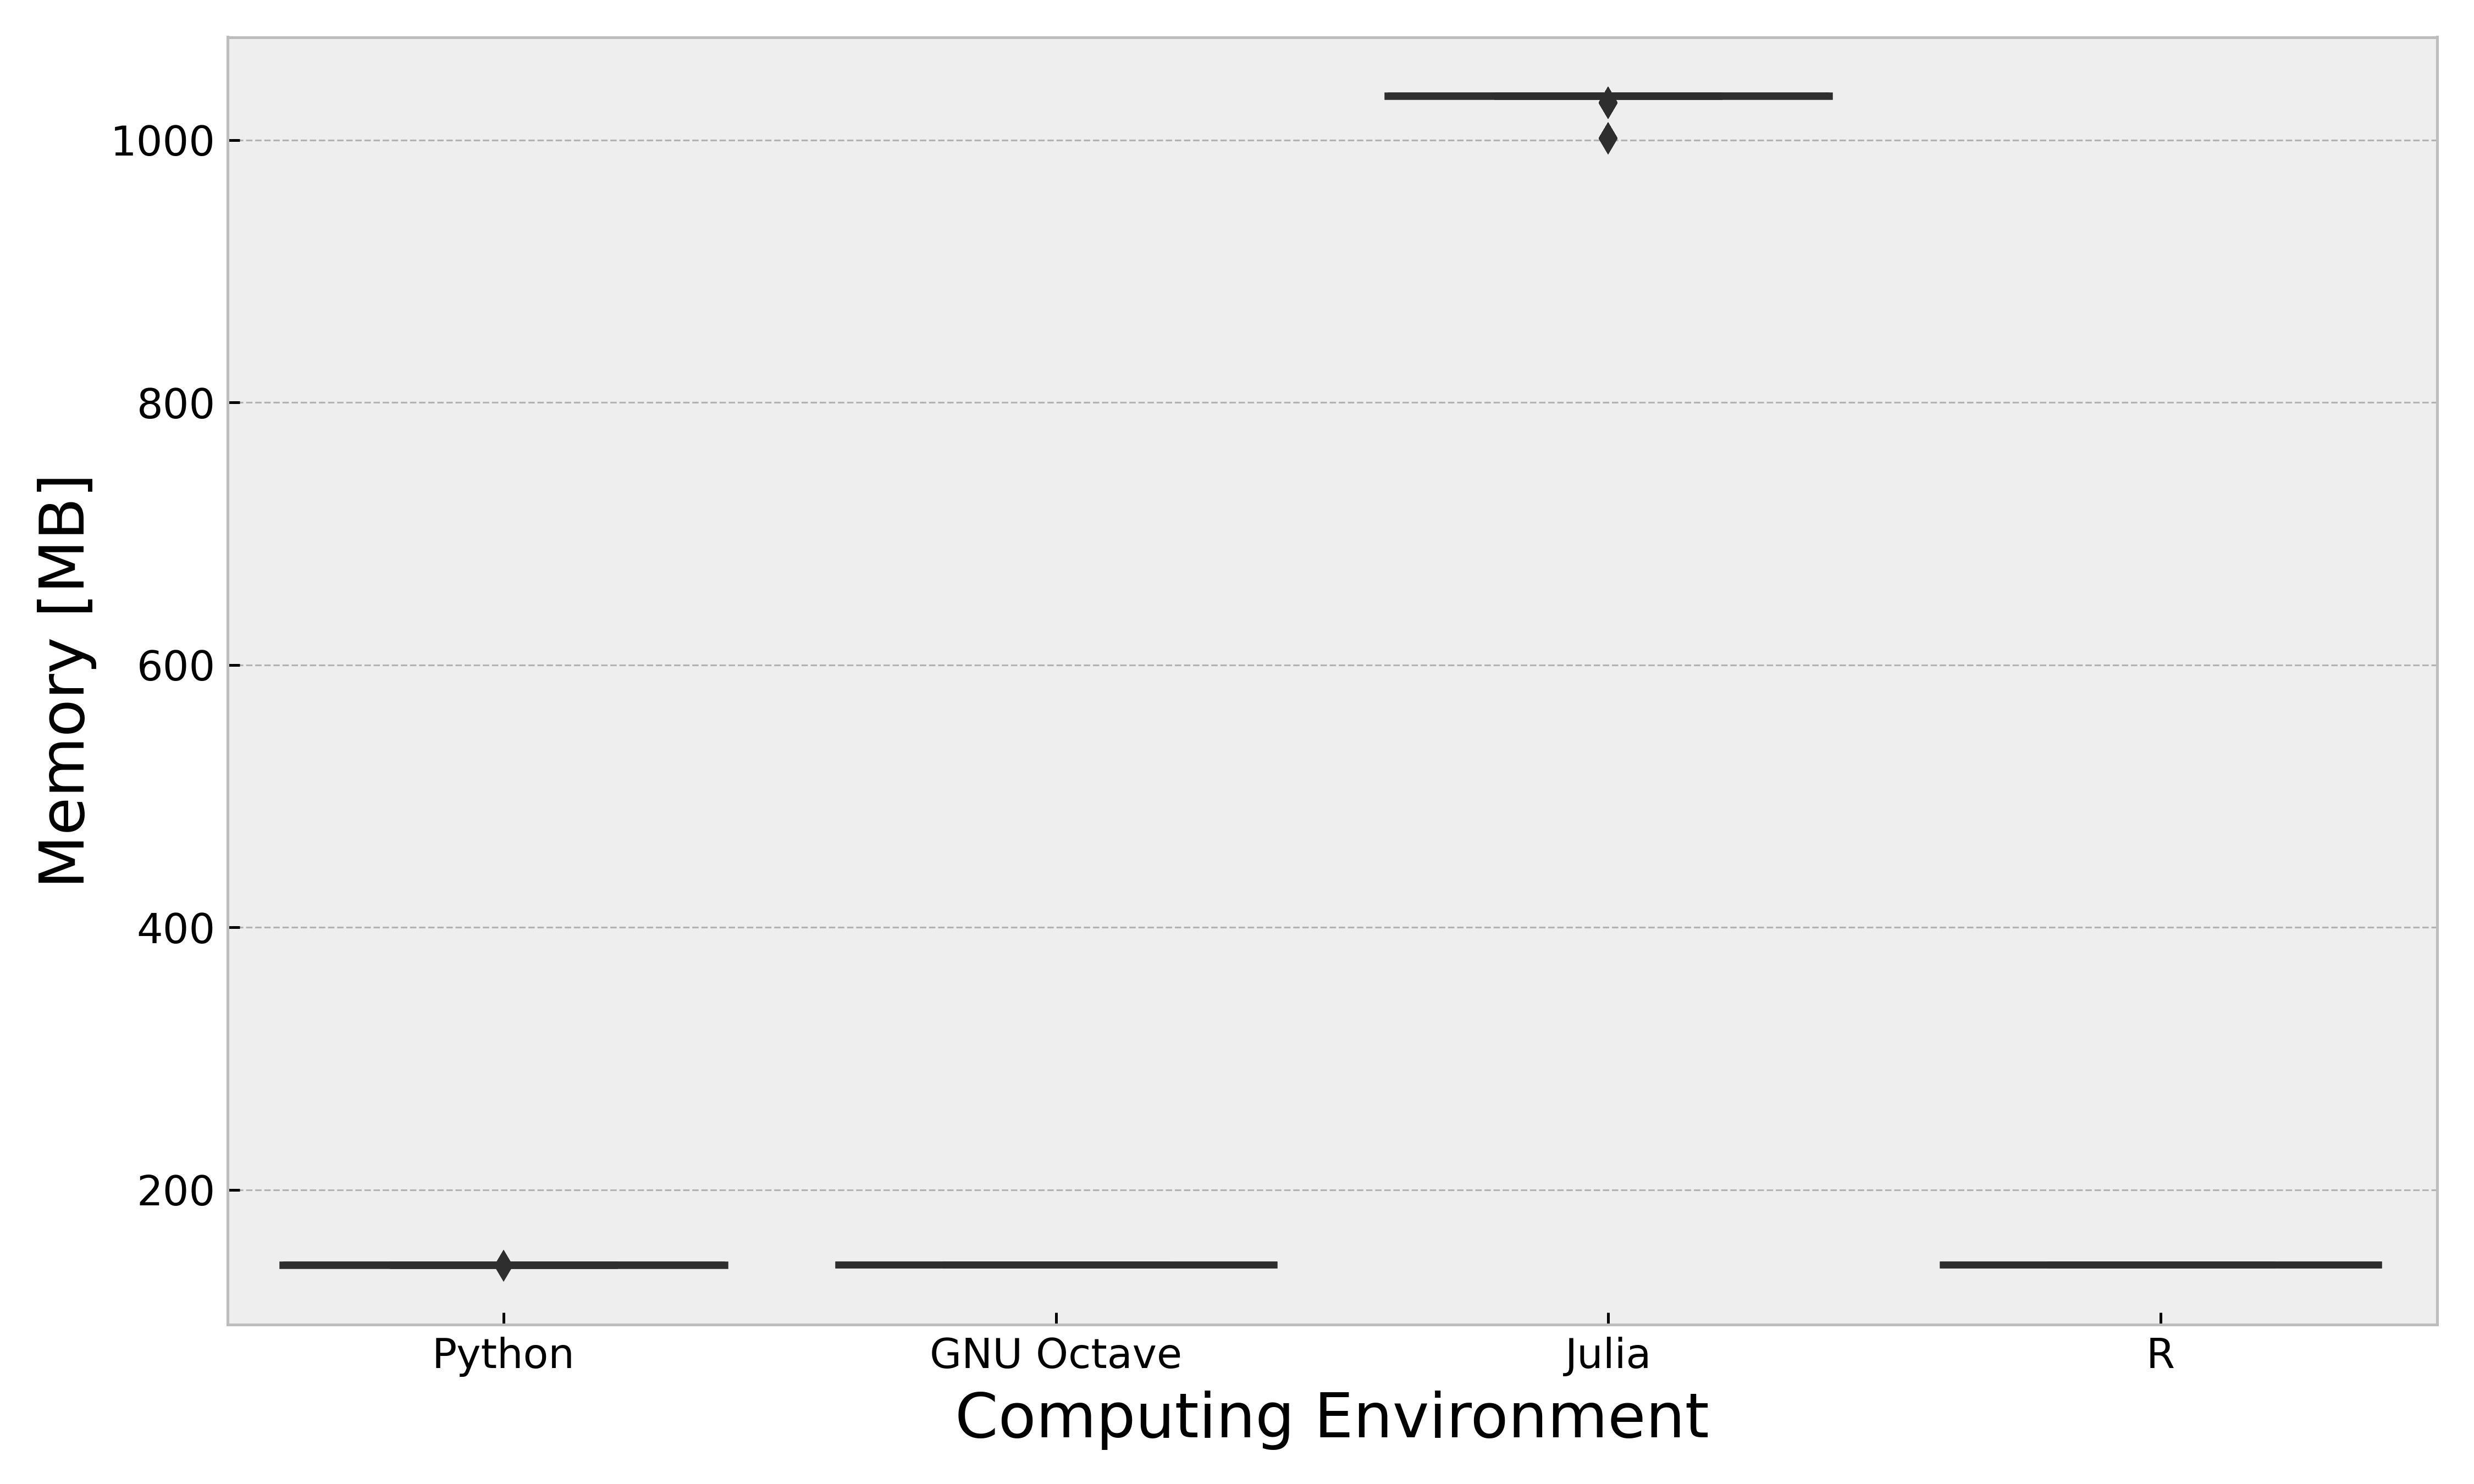 Memory [MB]
1000
800
600
400
200
Python GNU Octave Julia R
Computing Environment